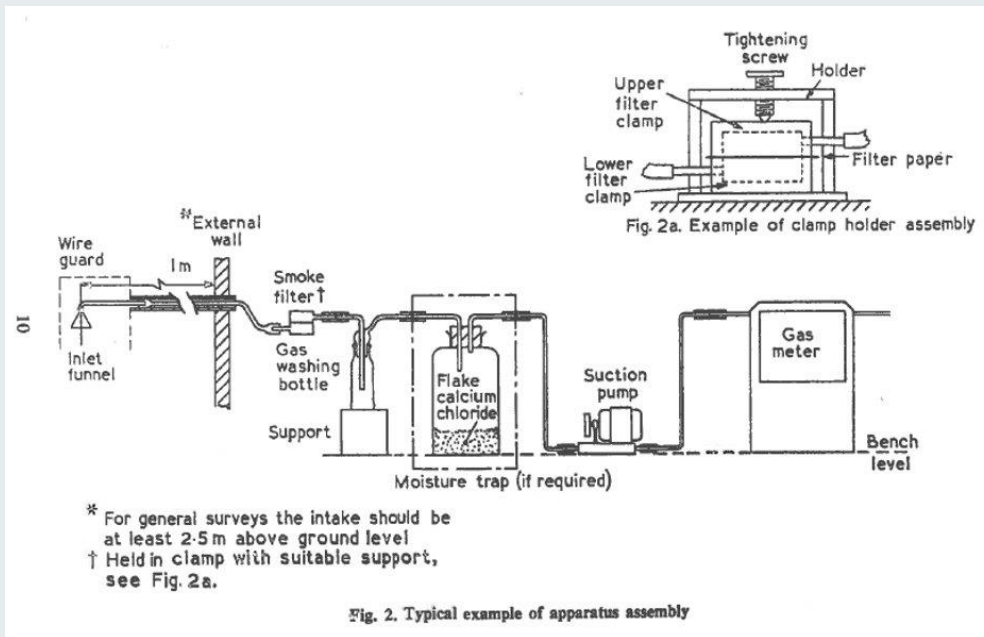 Tightening
screw
Holder
Upper
filter
clamp
Filter paper
Lower
filter
clamp
Fig. 2a. Example of clamp holder assembly
*External
wall
Wire
guard
1m
Smoke
filter†
10
Inlet
funnel
Gas
washing
bottle
Flake
calcium
chloride
Suction
pump
Gas
meter
Support
Bench
level
Moisture trap (if required)
* For general surveys the intake should be
at least 2·5m above ground level
† Held in clamp with suitable support,
see Fig. 2a.
Fig. 2. Typical example of apparatus assembly